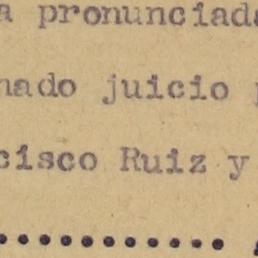 a pronunciada
nado juicio
cisco Ruiz y
...........